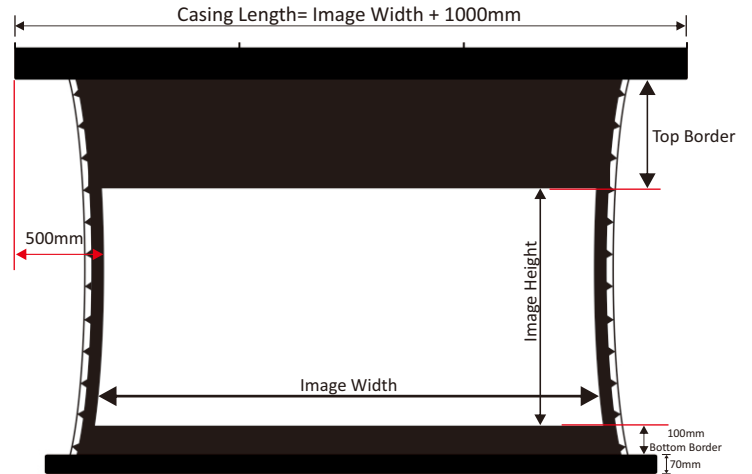 Casing Length= Image Width + 1000mm
Top Border
500mm
Image Height
Image Width
100mm
Bottom Border
70mm